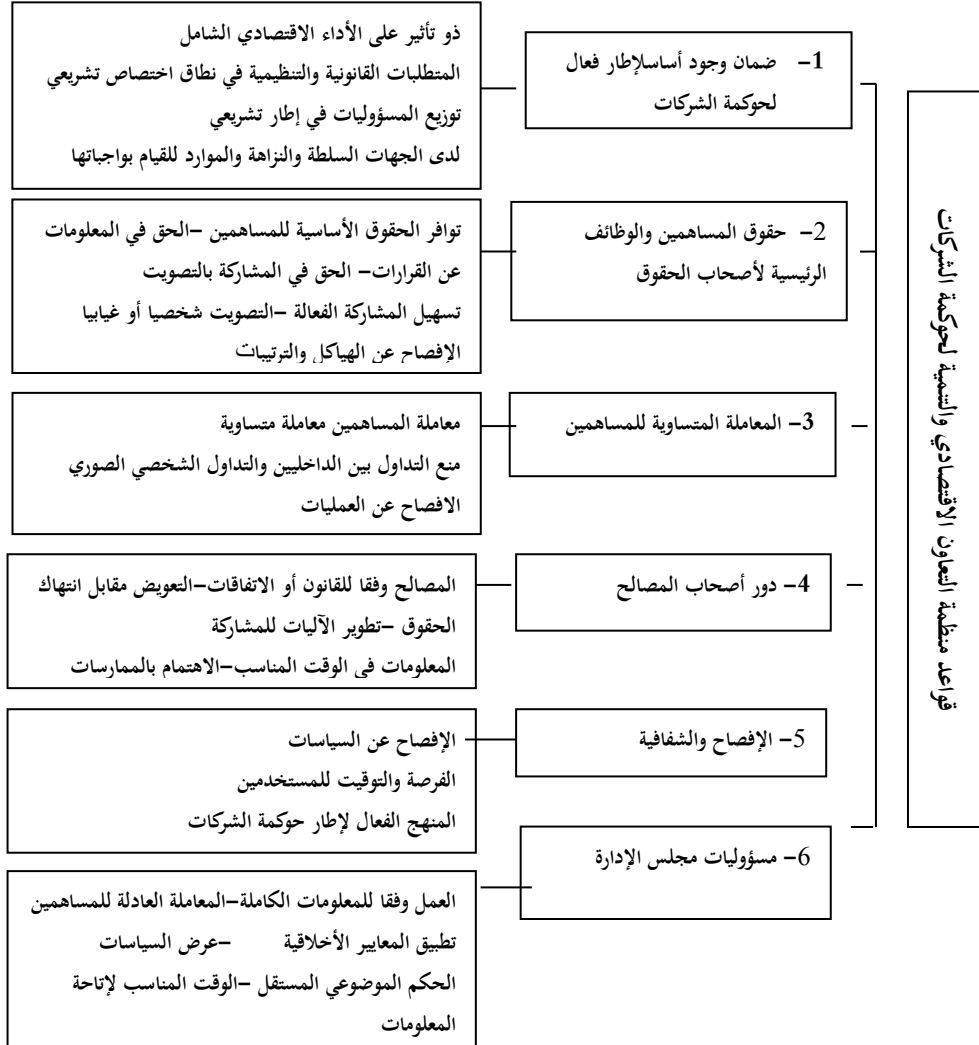 قواعد منظمة التعاون الاقتصادي والتنمية لحوكمة الشركات
1- ضمان وجود أساسلإطار فعال
لحوكمة الشركات
ذو تأثير على الأداء الاقتصادي الشامل
المتطلبات القانونية والتنظيمية في نطاق اختصاص تشريعي
توزيع المسؤوليات في إطار تشريعي
لدى الجهات السلطة والنزاهة والموارد للقيام بواجباتها
2- حقوق المساهمين والوظائف
الرئيسية لأصحاب الحقوق
توافر الحقوق الأساسية للمساهمين –الحق في المعلومات
عن القرارات– الحق في المشاركة بالتصويت
تسهيل المشاركة الفعالة –التصويت شخصيا أو غيابيا
الإفصاح عن الهياكل والترتيبات
3- المعاملة المتساوية للمساهمين
معاملة المساهمين معاملة متساوية
منع التداول بين الداخليين والتداول الشخصي الصوري
الافصاح عن العمليات
4- دور أصحاب المصالح
المصالح وفقا للقانون أو الاتفاقات–التعويض مقابل انتهاك
الحقوق –تطوير الآليات للمشاركة
المعلومات في الوقت المناسب–الاهتمام بالممارسات
5- الإفصاح والشفافية
الإفصاح عن السياسات
الفرصة والتوقيت للمستخدمين
المنهج الفعال لإطار حوكمة الشركات
6- مسؤوليات مجلس الإدارة
العمل وفقا للمعلومات الكاملة–المعاملة العادلة للمساهمين
تطبيق المعايير الأخلاقية –عرض السياسات
الحكم الموضوعي المستقل –الوقت المناسب لإتاحة
المعلومات